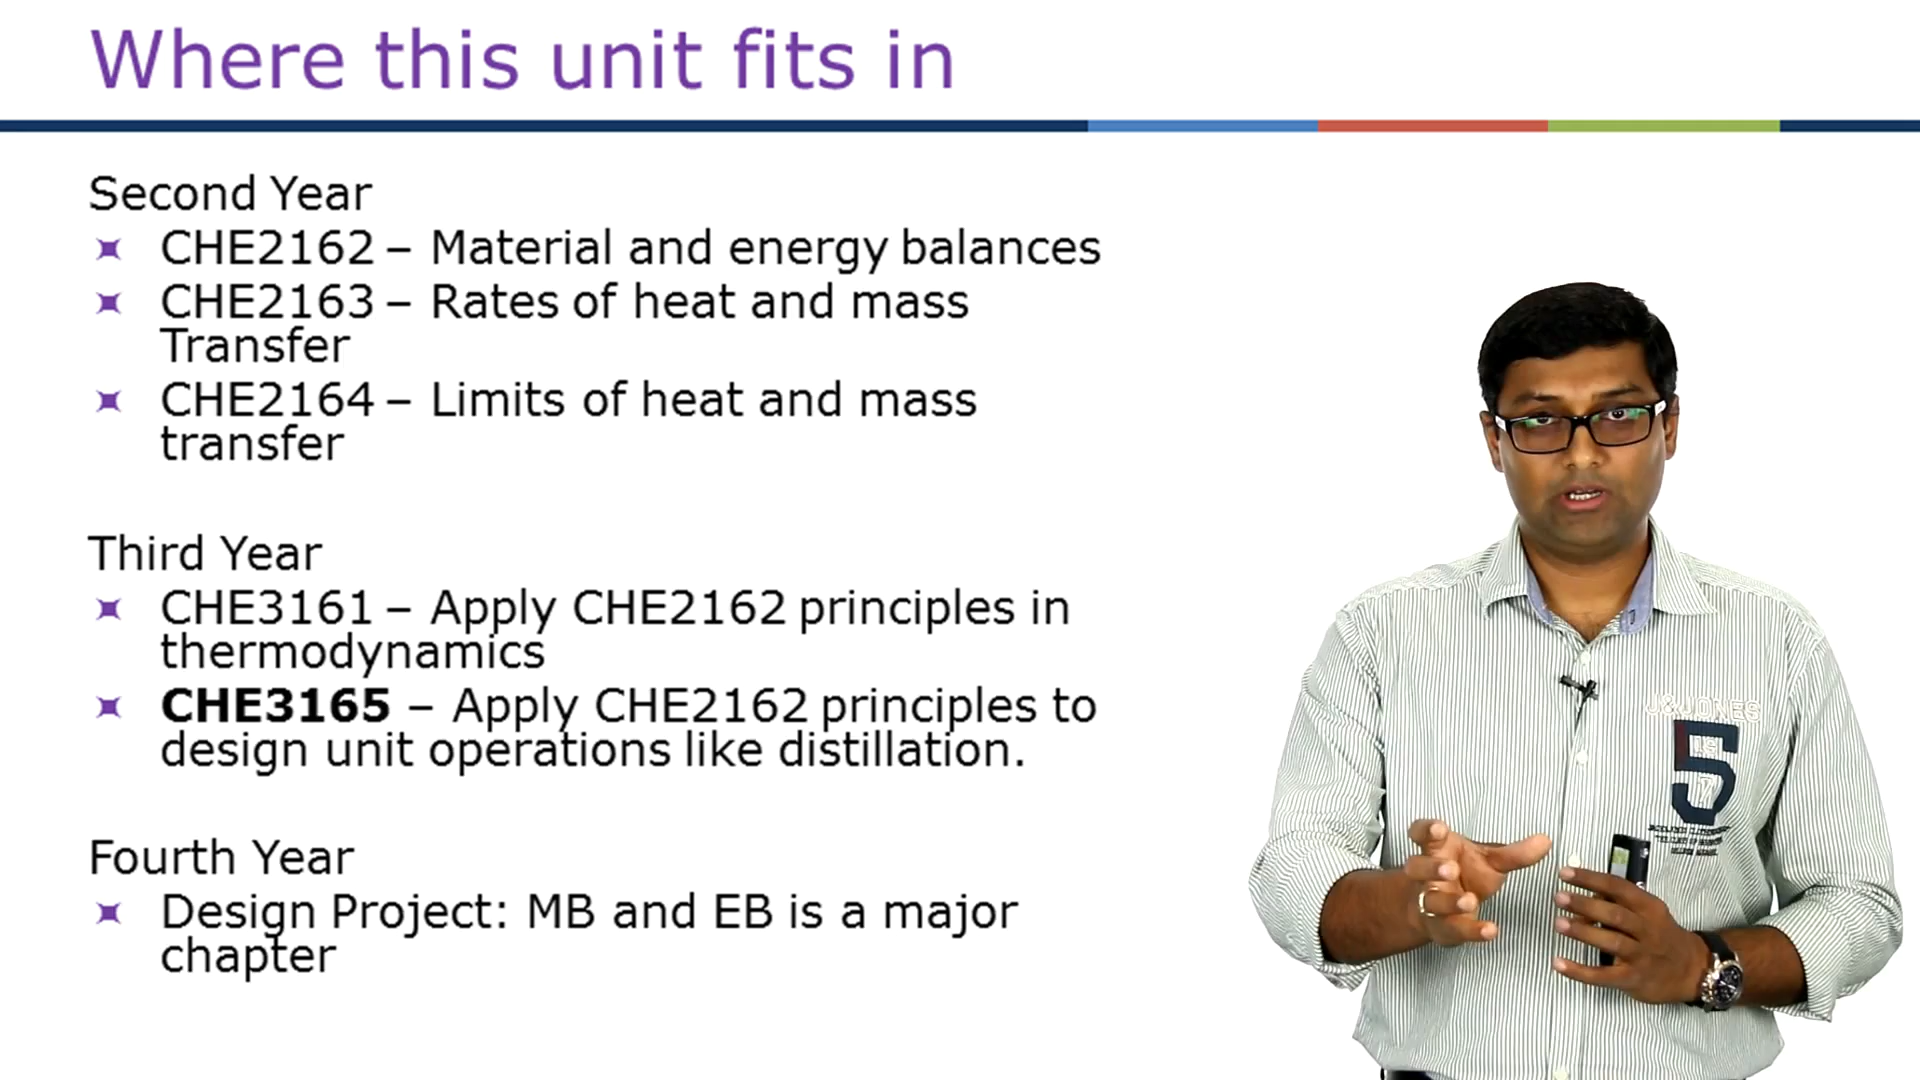 Where this unit fits in
Second Year
CHE2162 – Material and energy balances
CHE2163 – Rates of heat and mass
Transfer
CHE2164 – Limits of heat and mass
transfer
Third Year
CHE3161 – Apply CHE2162 principles in
thermodynamics
CHE3165 – Apply CHE2162 principles to
design unit operations like distillation.
Fourth Year
Design Project: MB and EB is a major
chapter
J&JONES
5